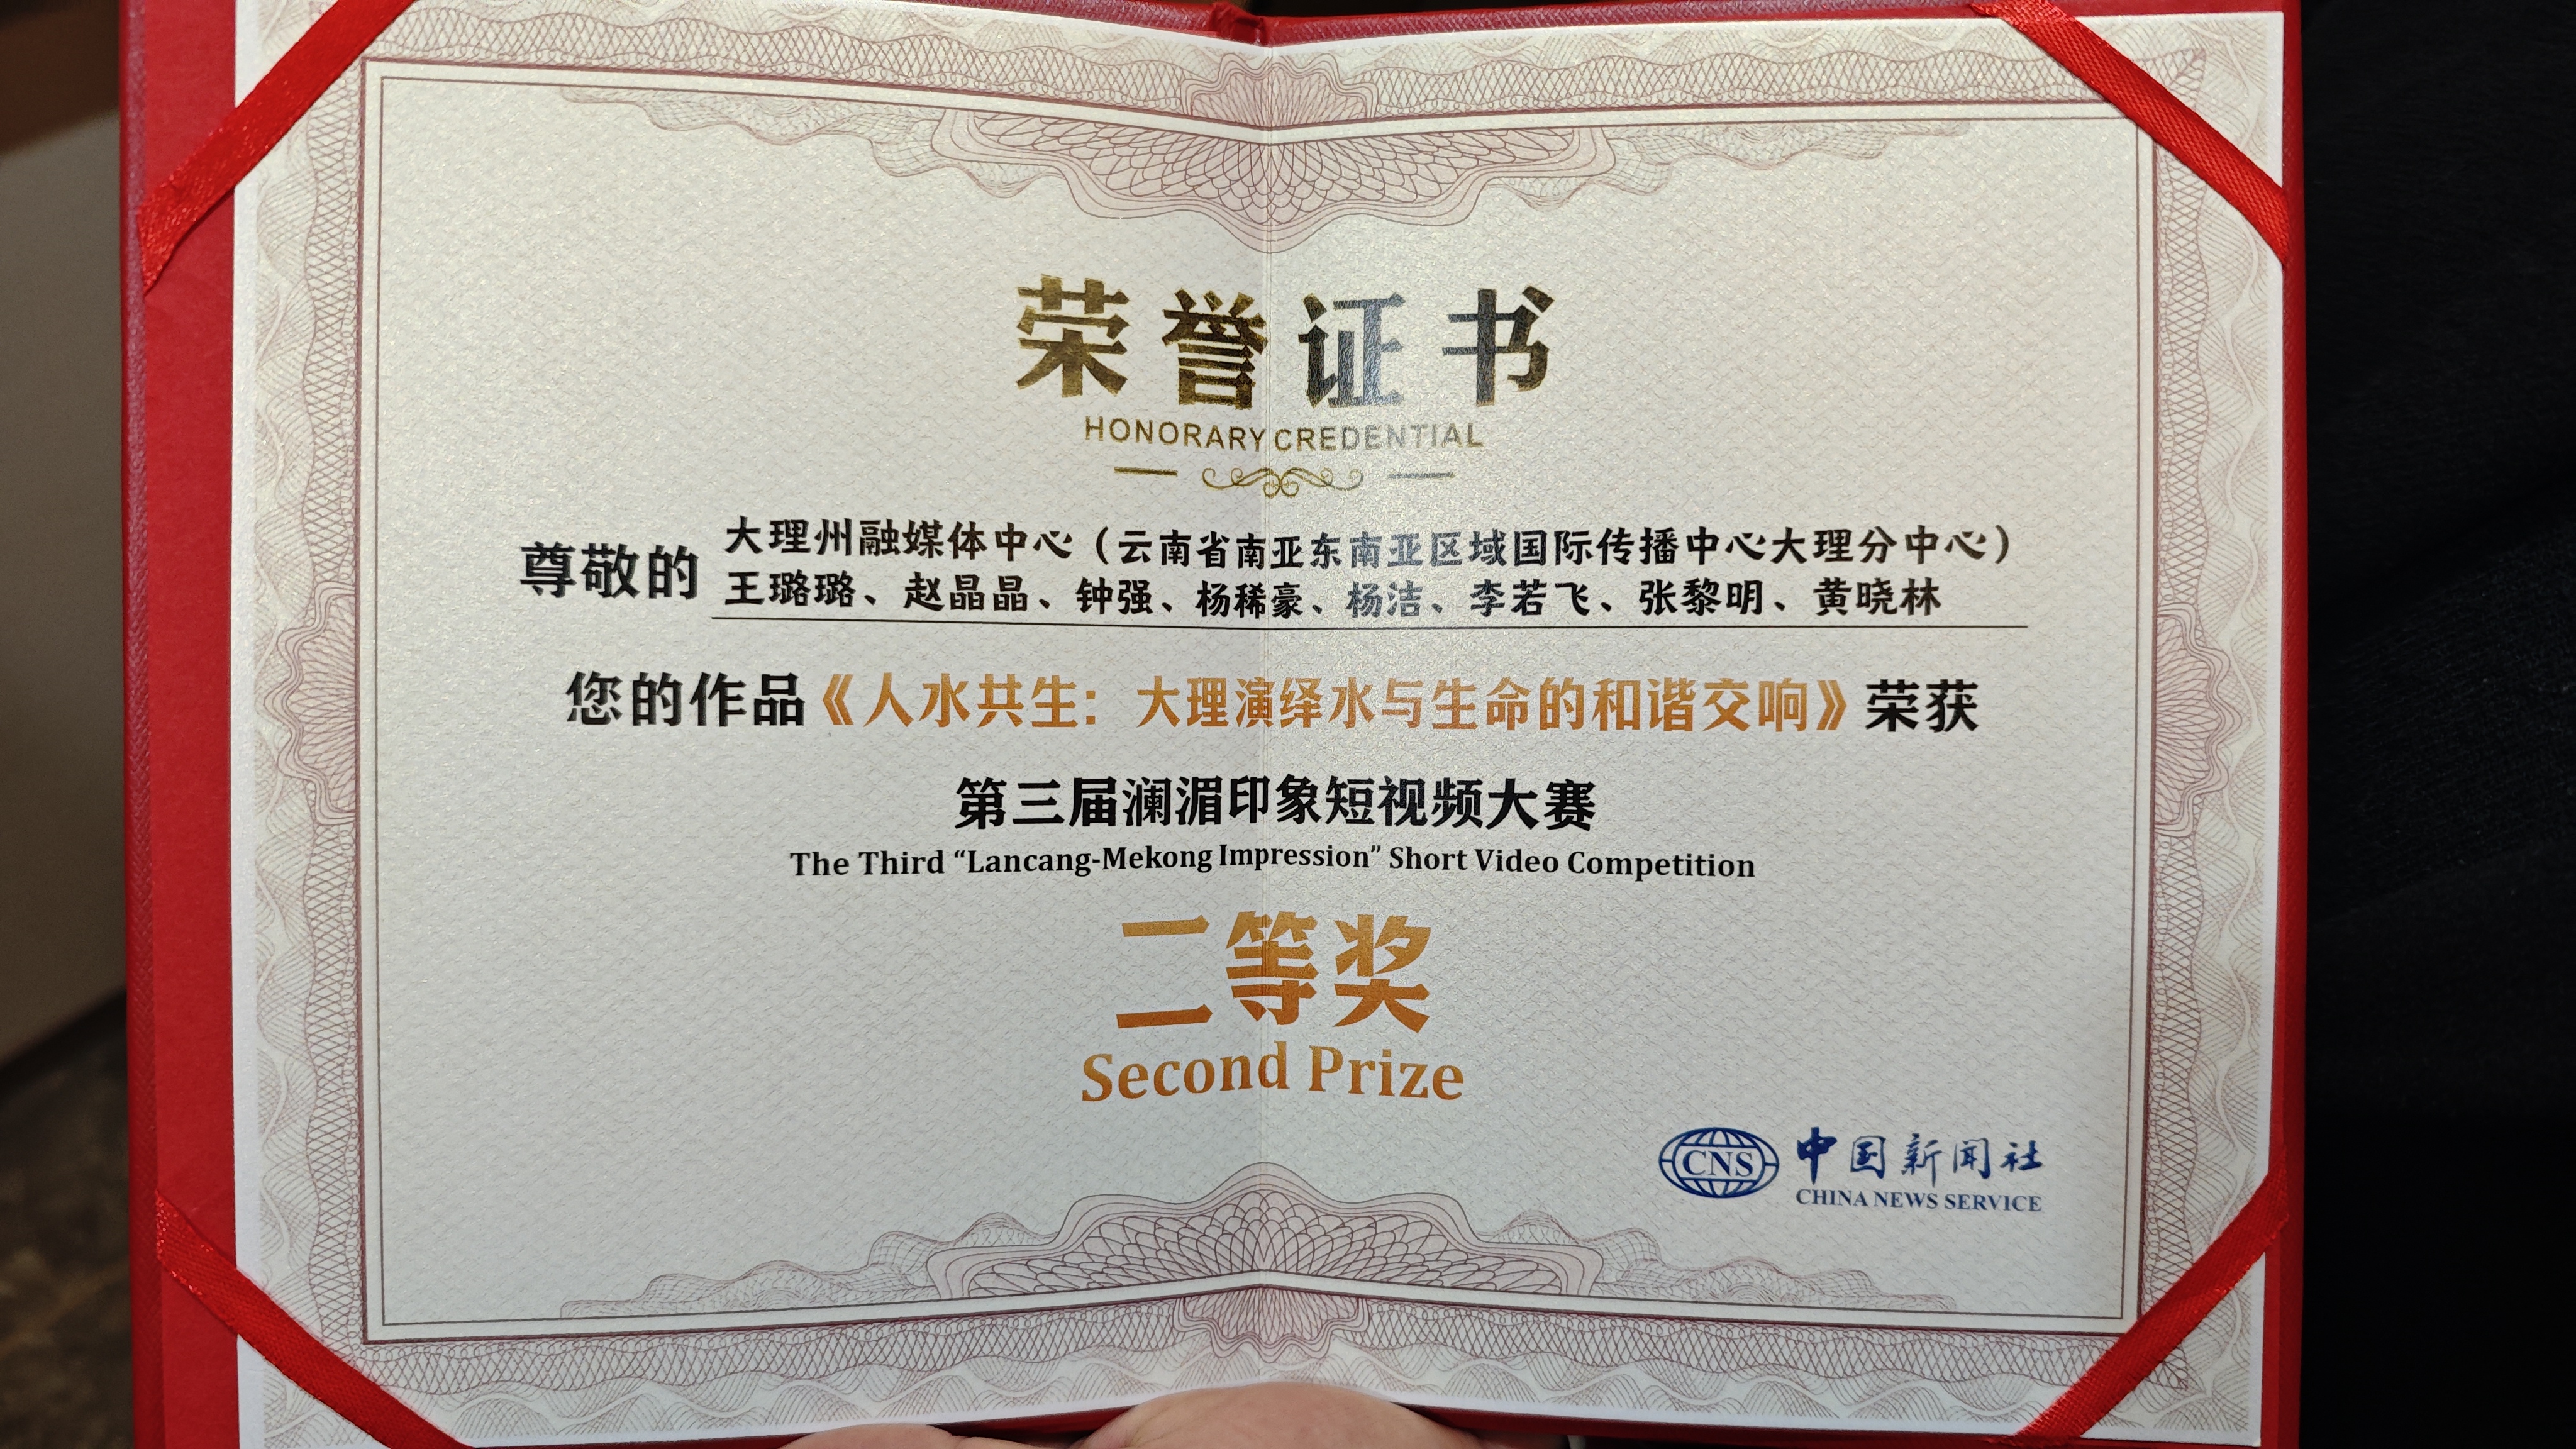 荣誉证书
HONORARY CREDENTIAL
尊敬的
大理州融媒体中心（云南省南亚东南亚区域国际传播中心大理分中心）
王璐璐、赵晶晶、钟强、杨稀豪、杨洁、李若飞、张黎明、黄晓林
您的作品《人水共生：大理演绎水与生命的和谐交响》荣获
第三届澜湄印象短视频大赛
The Third “Lancang-Mekong Impression” Short Video Competition
二等奖
Second Prize
CNS 中国新闻社
CHINA NEWS SERVICE